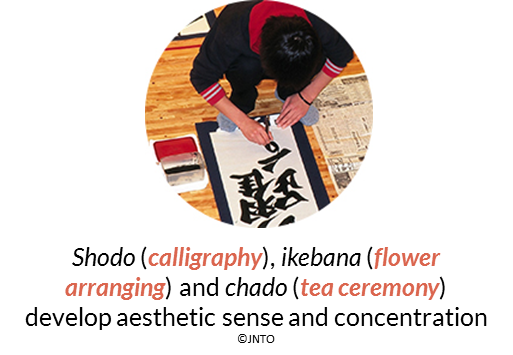 Shodo (calligraphy), ikebana (flower
arranging) and chado (tea ceremony)
develop aesthetic sense and concentration
©JNTO